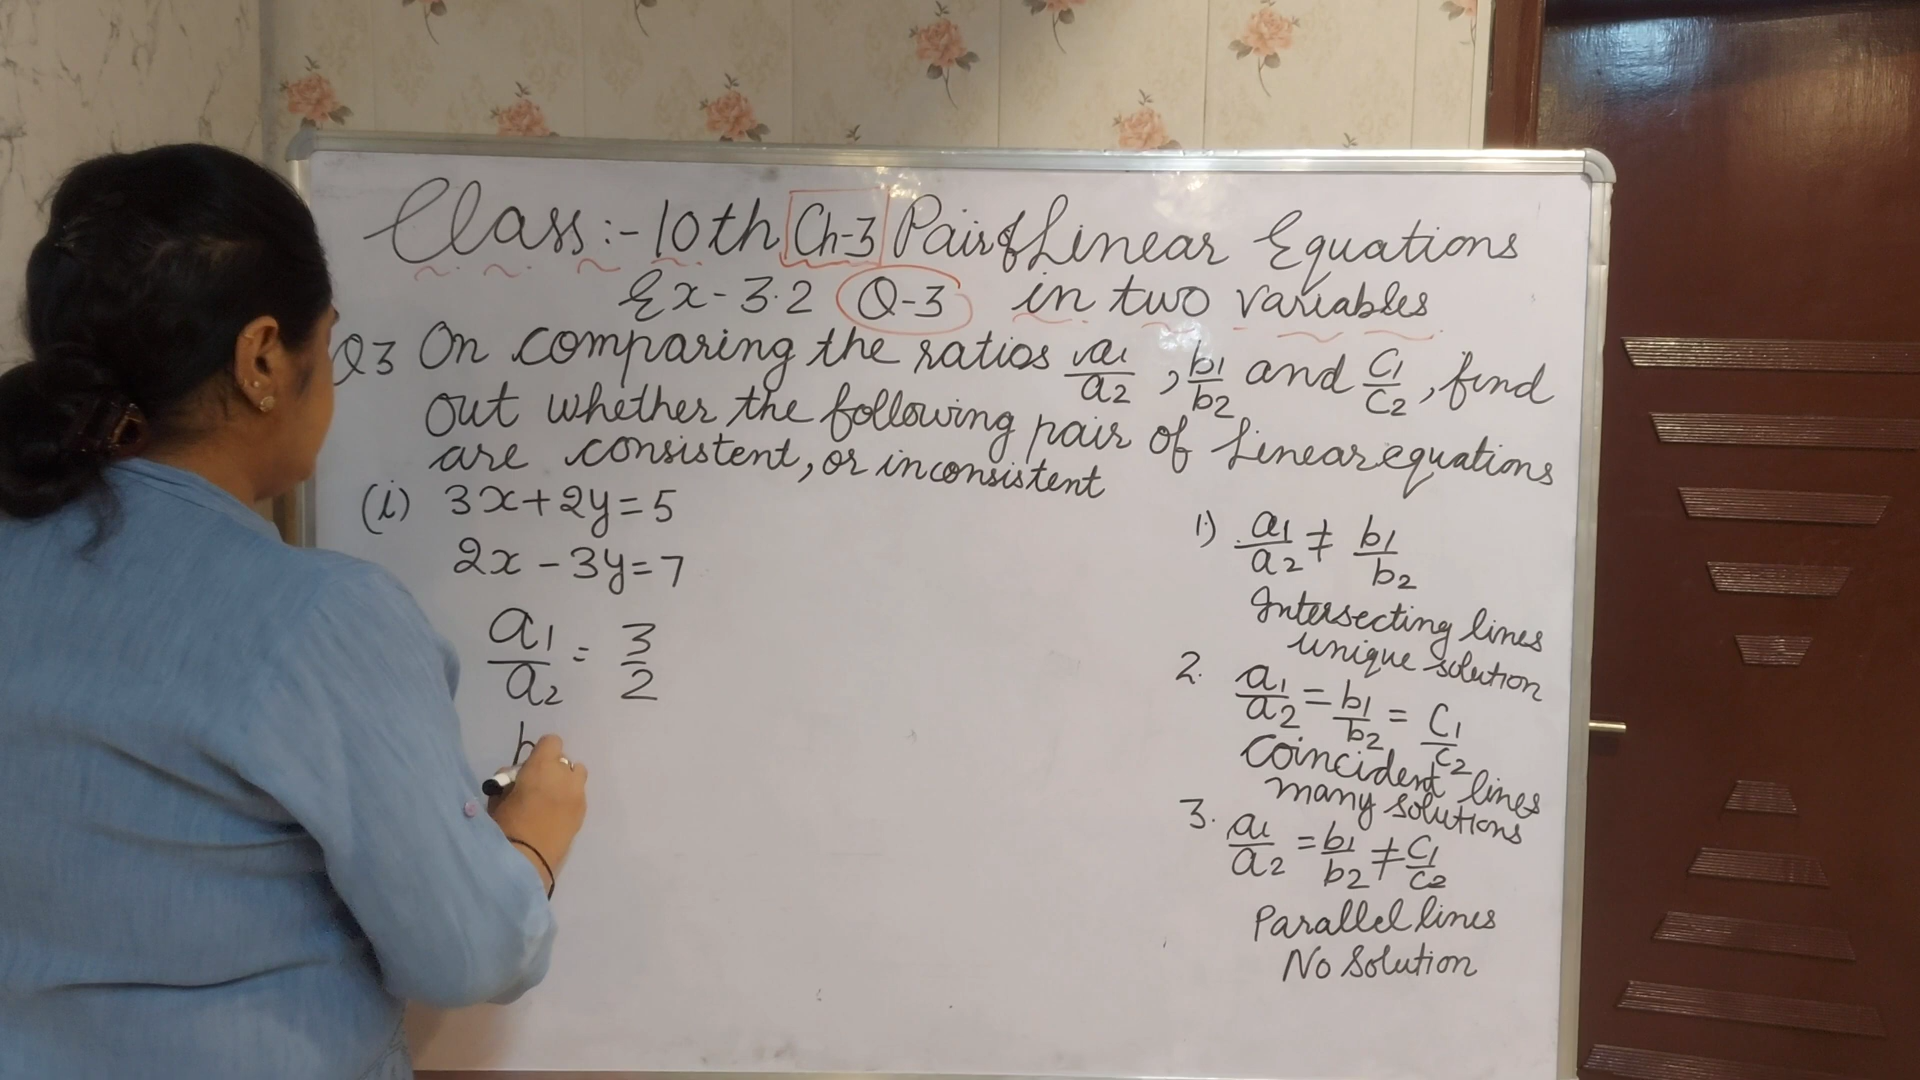 Class:- 10th Ch-3 Pair of Linear Equations
Ex-3.2 Q-3 in two variables
Q3 On comparing the ratios a1/a2, b1/b2 and C1/C2, find
out whether the following pair of Linear equations
are consistent, or inconsistent
(i) 3x+2y=5
2x-3y=7
a1/a2 = 3/2
b
1) a1/a2 ≠ b1/b2
Intersecting lines
unique solution
2. a1/a2 = b1/b2 = C1/C2
Coincident lines
many solutions
3. a1/a2 = b1/b2 ≠ C1/C2
Parallel lines
No Solution